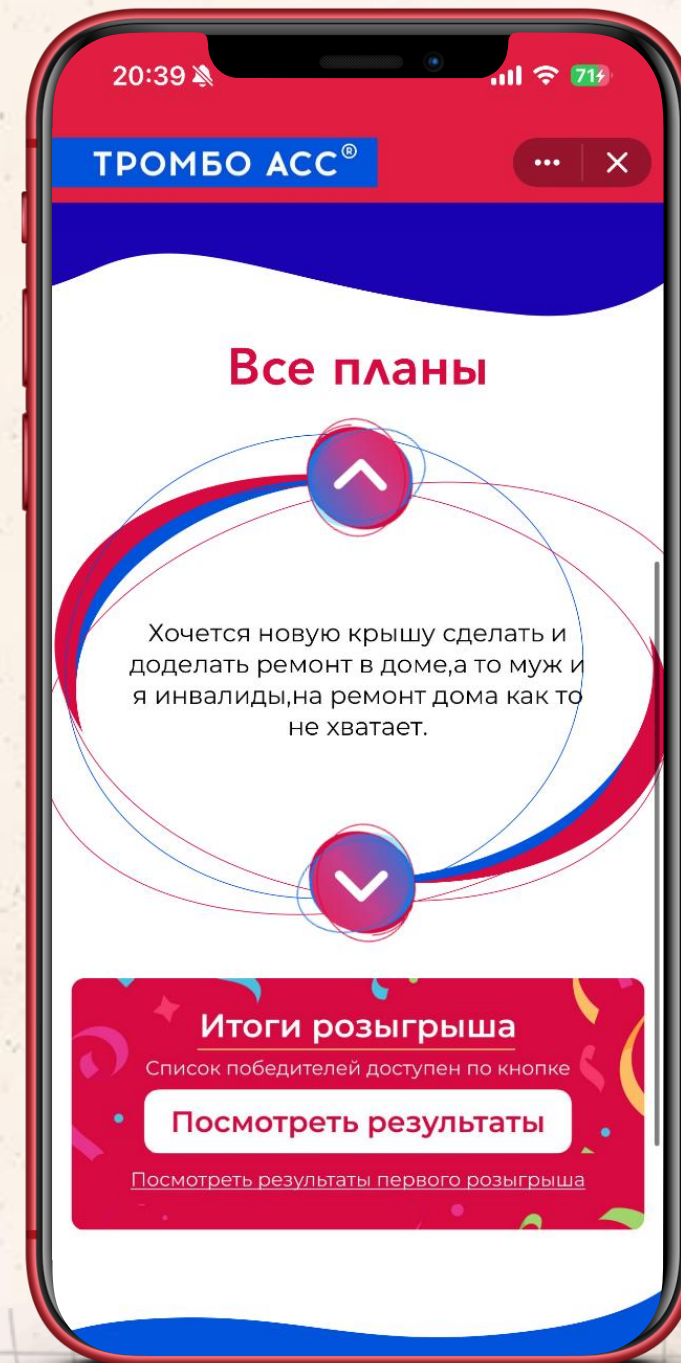 20:39
71
ТРОМБО АСС®
Все планы
Хочется новую крышу сделать и
доделать ремонт в доме,а то муж и
я инвалиды,на ремонт дома как то
не хватает.
Итоги розыгрыша
Список победителей доступен по кнопке
Посмотреть результаты
Посмотреть результаты первого розыгрыша